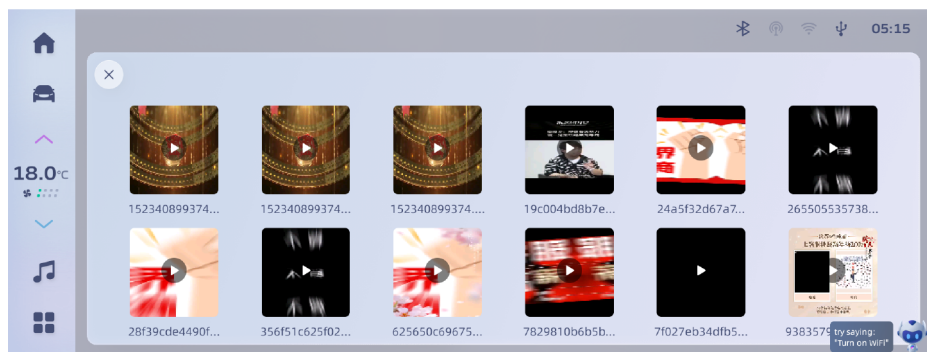 05:15
18.0°C
152340899374...
152340899374...
152340899374....
19c004bd8b7e...
24a5f32d67a7...
265505535738...
28f39cde4490f...
356f51c625f02...
625650c69675...
7829810b6b5b...
7f027eb34dfb5...
9383579
try saying:
"Turn on WiFi"